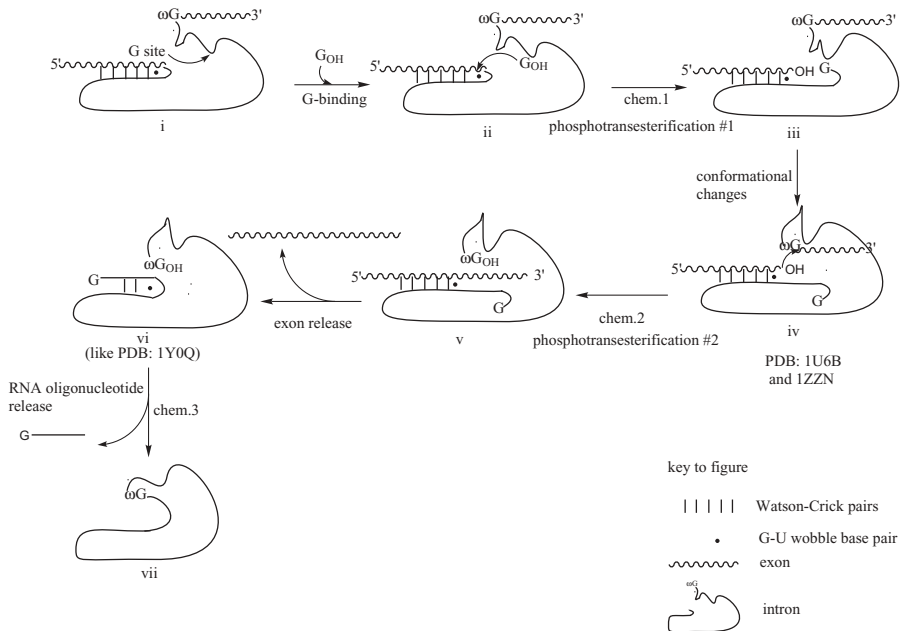 ωG 3'
G site
5'
i
G_OH
G-binding
ωG 3'
5' G_OH
ii
chem.1
phosphotransesterification #1
ωG 3'
5' OH G
iii
conformational
changes
ωG 3'
5' OH
G
iv
PDB: 1U6B
and 1ZZN
chem.2
phosphotransesterification #2
ωG_OH
5' 3'
G
v
exon release
ωG_OH
G
vi
(like PDB: 1Y0Q)
RNA oligonucleotide
release
chem.3
G
ωG
vii
key to figure
Watson-Crick pairs
G-U wobble base pair
exon
ωG
intron